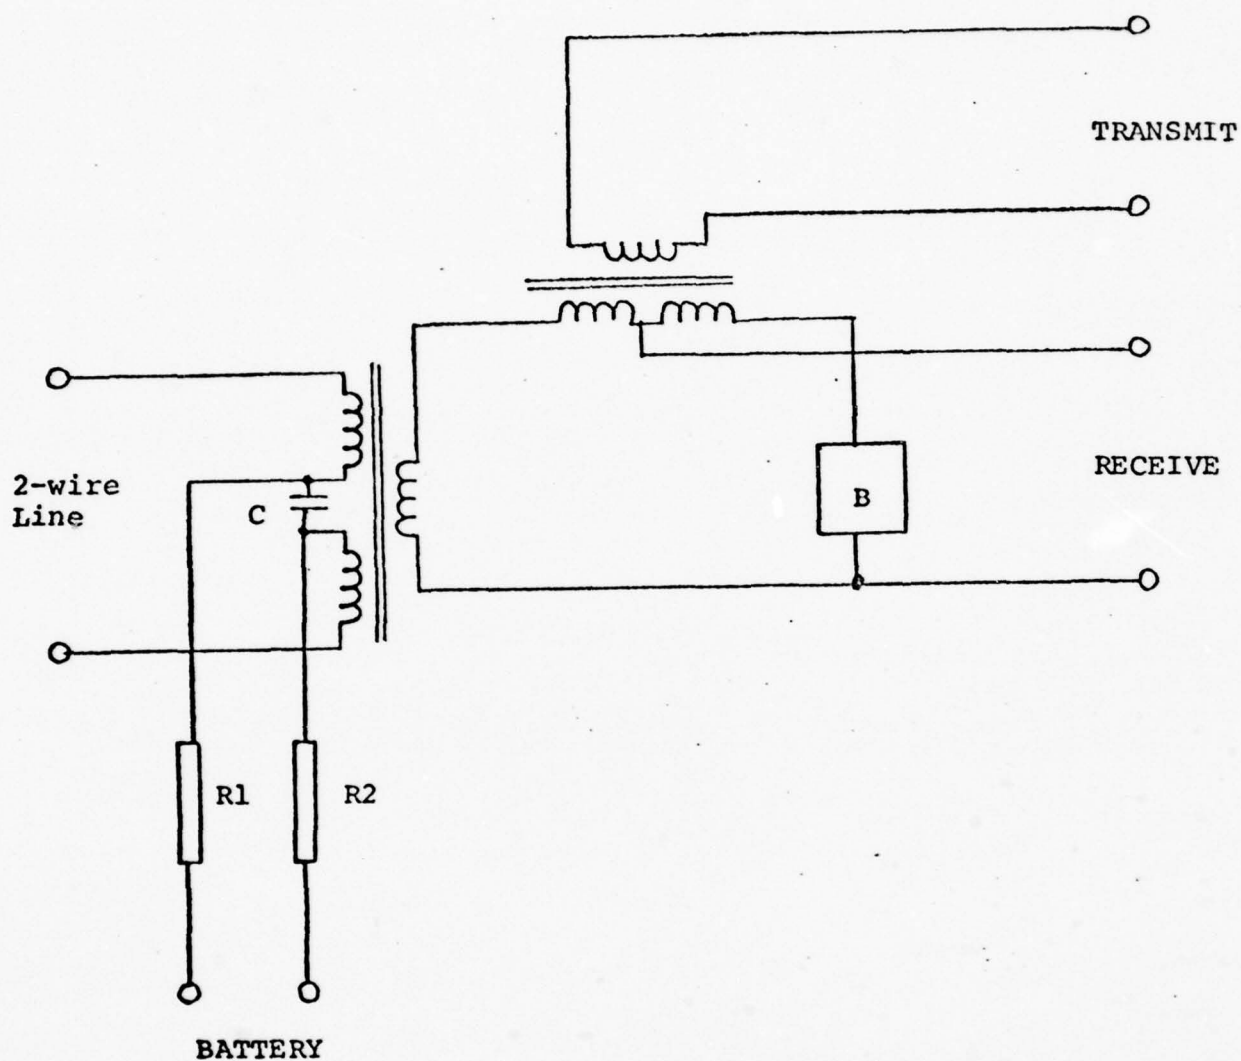 TRANSMIT
RECEIVE
2-wire
Line
C
B
R1
R2
BATTERY